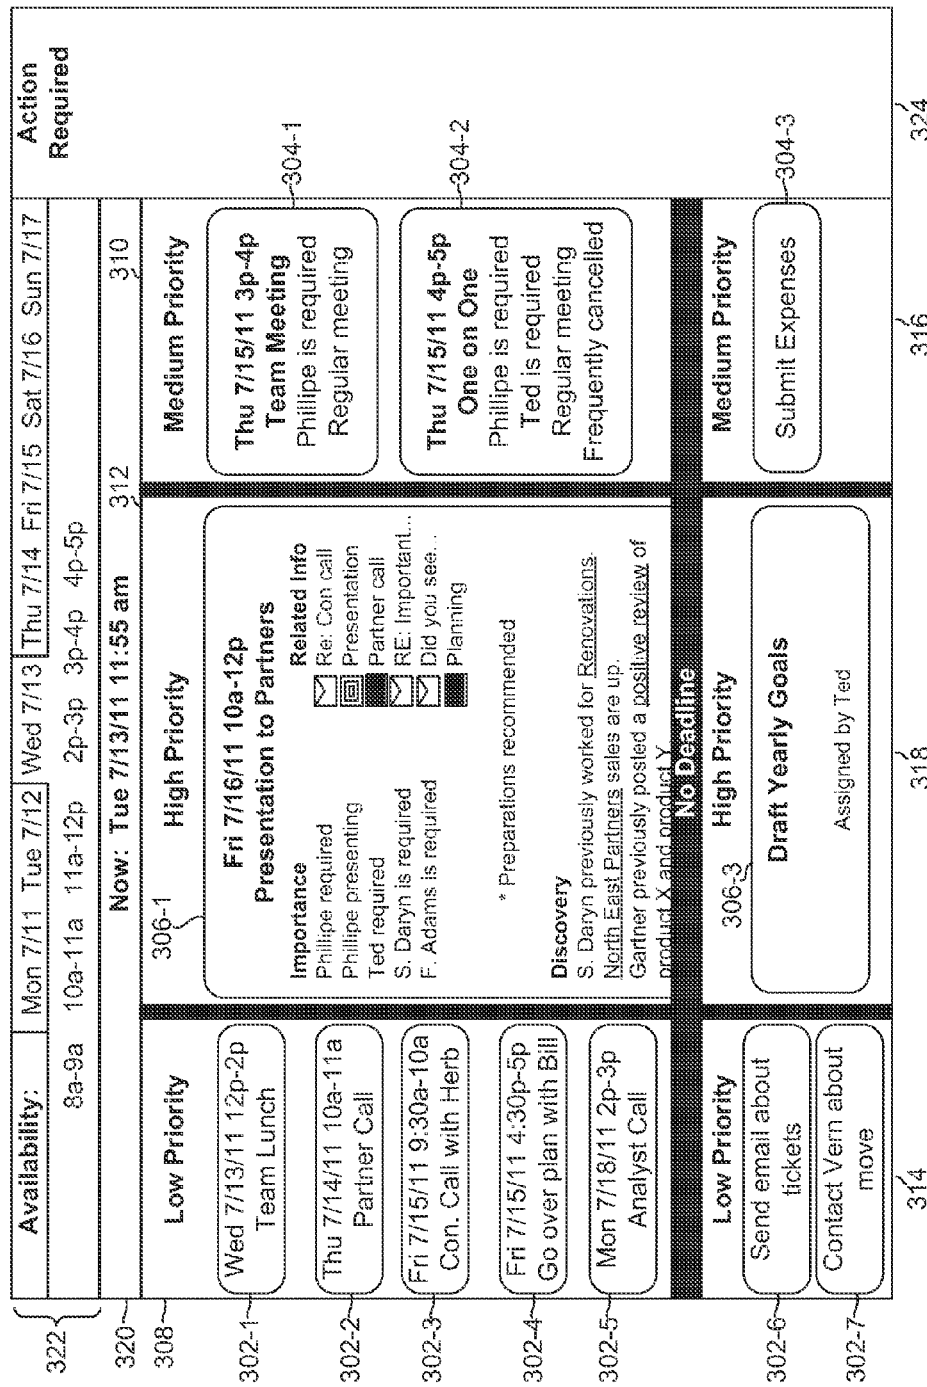 Availability:
Mon 7/11 Tue 7/12 Wed 7/13 Thu 7/14 Fri 7/15 Sat 7/16 Sun 7/17
8a-9a 10a-11a 11a-12p 2p-3p 3p-4p 4p-5p
322
Action
Required
324
320
Now: Tue 7/13/11 11:55 am
312
310
308
Low Priority
302-1
Wed 7/13/11 12p-2p
Team Lunch
302-2
Thu 7/14/11 10a-11a
Partner Call
302-3
Fri 7/15/11 9:30a-10a
Con. Call with Herb
302-4
Fri 7/15/11 4:30p-5p
Go over plan with Bill
302-5
Mon 7/18/11 2p-3p
Analyst Call
High Priority
306-1
Fri 7/16/11 10a-12p
Presentation to Partners
Importance
Phillipe required
Phillipe presenting
Ted required
S. Daryn is required
F. Adams is required
Related Info
Re: Con call
Presentation
Partner call
RE: Important...
Did you see...
Planning
* Preparations recommended
Discovery
S. Daryn previously worked for Renovations.
North East Partners sales are up.
Gartner previously posted a positive review of
product X and product Y
Medium Priority
Thu 7/15/11 3p-4p
Team Meeting
Phillipe is required
Regular meeting
304-1
Thu 7/15/11 4p-5p
One on One
Phillipe is required
Ted is required
Regular meeting
Frequently cancelled
304-2
No Deadline
Low Priority
302-6
Send email about
tickets
302-7
Contact Vern about
move
314
High Priority
306-3
Draft Yearly Goals
Assigned by Ted
318
Medium Priority
Submit Expenses
304-3
316